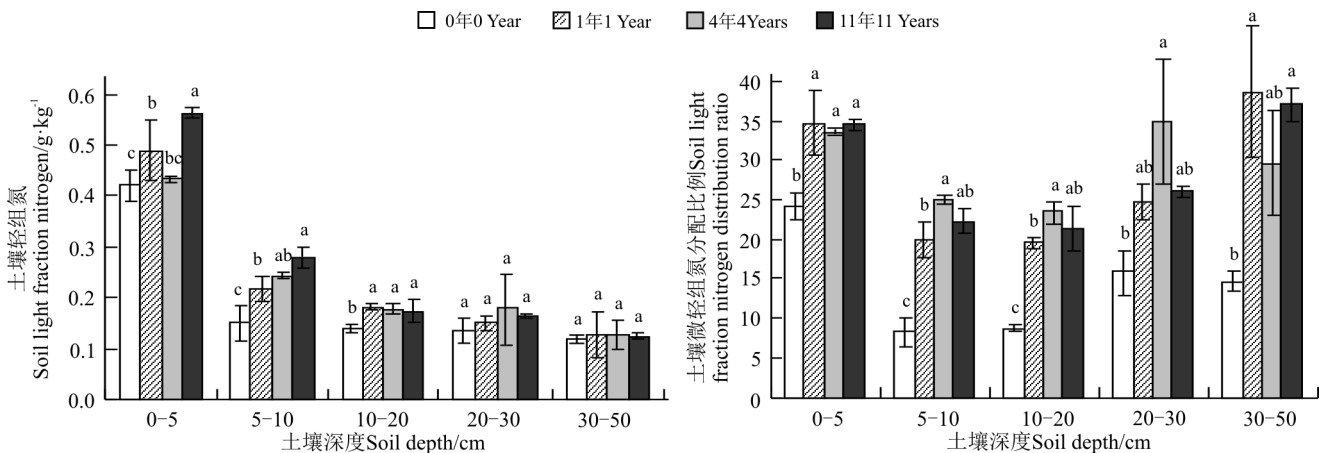 0年0 Year 1年1 Year 4年4Years 11年11 Years
土壤轻组氮
Soil light fraction nitrogen/g·kg⁻¹
0.6
0.5
0.4
0.3
0.2
0.1
0.0
c b bc a
c b ab a
b a a a
a a a a
a a a a
0−5 5−10 10−20 20−30 30−50
土壤深度Soil depth/cm
土壤微轻组氮分配比例Soil light
fraction nitrogen distribution ratio
40
35
30
25
20
15
10
5
0
b a a a
c b a ab
c b a ab
b ab a ab
b a ab a
0−5 5−10 10−20 20−30 30−50
土壤深度Soil depth/cm